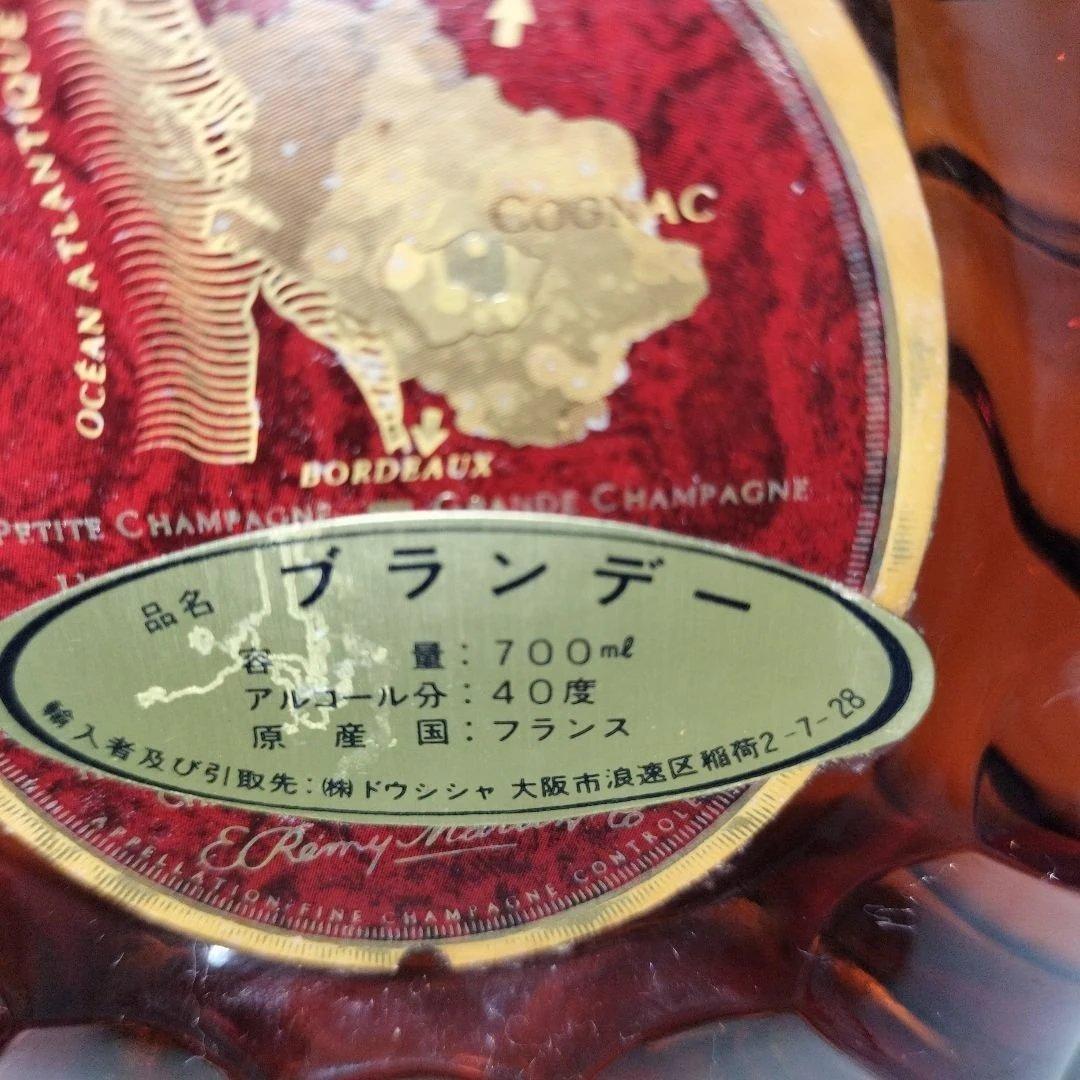 OCÉAN ATLANTIQUE
COGNAC
BORDEAUX
PETITE CHAMPAGNE
GRANDE CHAMPAGNE
品名 ブランデー
容量：700ml
アルコール分：40度
原産国：フランス
輸入者及び引取先：㈱ドウシシャ 大阪市浪速区稲荷2-7-28
E. Remy Martin & Co
APPELLATION FINE CHAMPAGNE CONTROLÉE